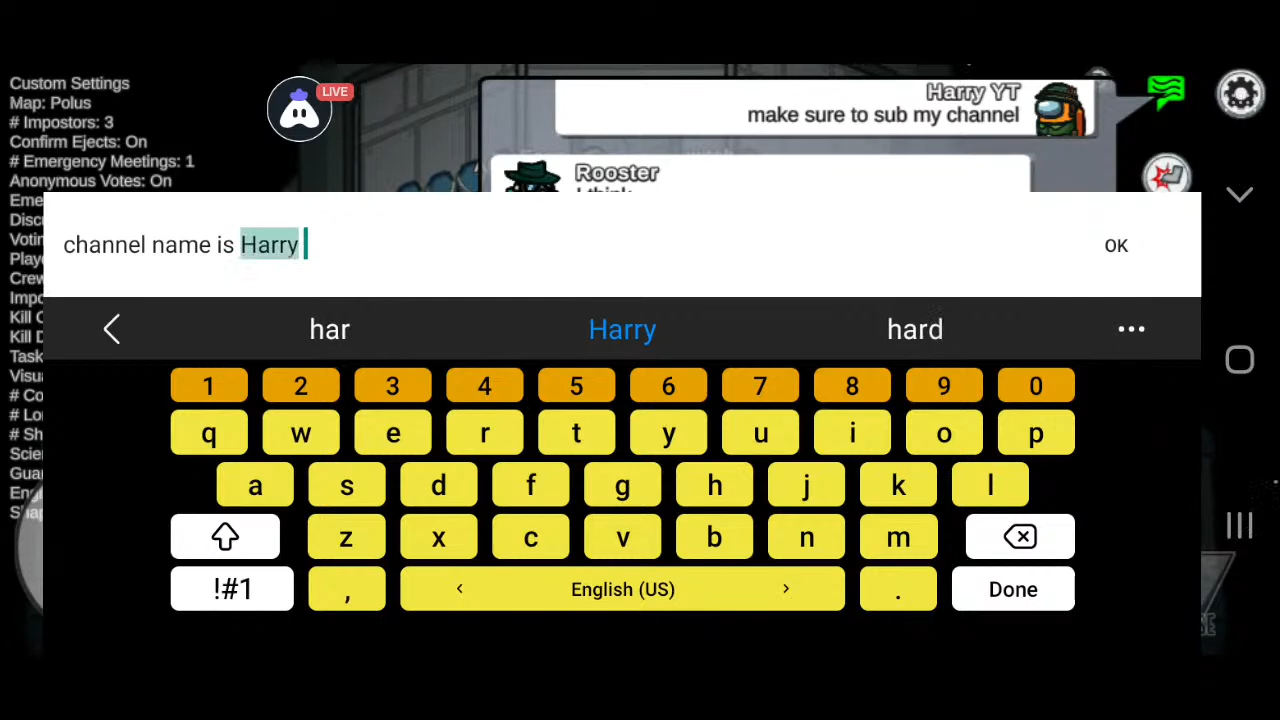 Custom Settings
Map: Polus
# Impostors: 3
Confirm Ejects: On
# Emergency Meetings: 1
Anonymous Votes: On
LIVE
Harry YT
make sure to sub my channel
Rooster
I think
channel name is Harry
OK
har
Harry
hard
1 2 3 4 5 6 7 8 9 0
q w e r t y u i o p
a s d f g h j k l
z x c v b n m
!#1 , English (US) . Done